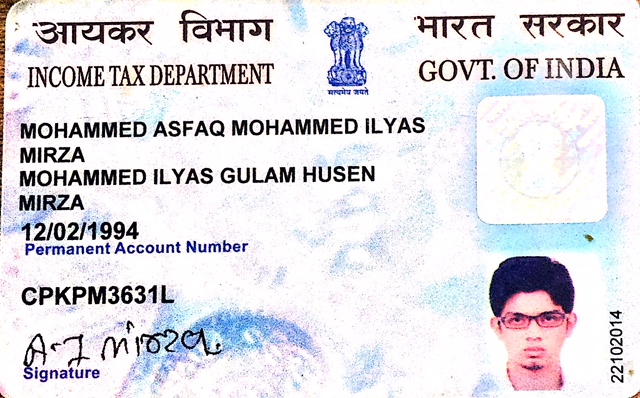 आयकर विभाग
INCOME TAX DEPARTMENT
सत्यमेव जयते
भारत सरकार
GOVT. OF INDIA
MOHAMMED ASFAQ MOHAMMED ILYAS
MIRZA
MOHAMMED ILYAS GULAM HUSEN
MIRZA
12/02/1994
Permanent Account Number
CPKPM3631L
A.I Mirza.
Signature
22102014